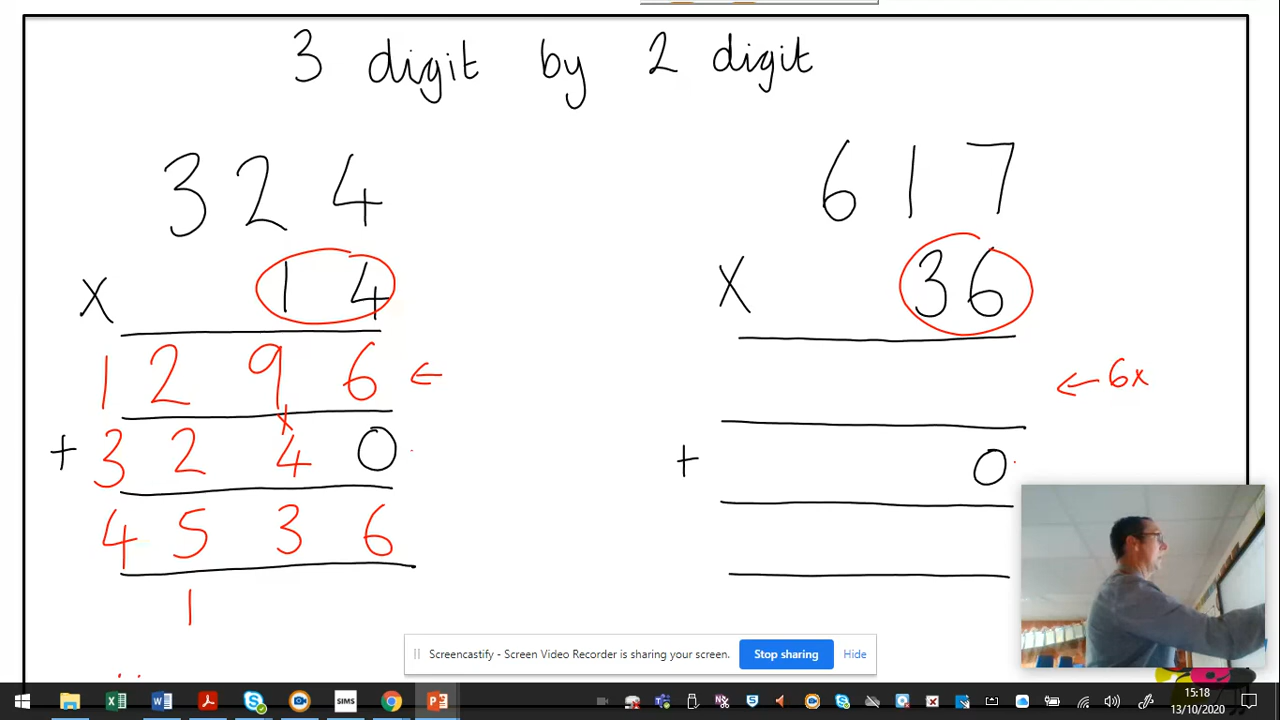 3 digit by 2 digit
3 2 4
x 1 4
1 2 9 6 ←
x
+ 3 2 4 0
4 5 3 6
1
6 1 7
x 3 6
← 6x
+ 0
Screencastify - Screen Video Recorder is sharing your screen.
Stop sharing
Hide
SIMS
15:18
13/10/2020